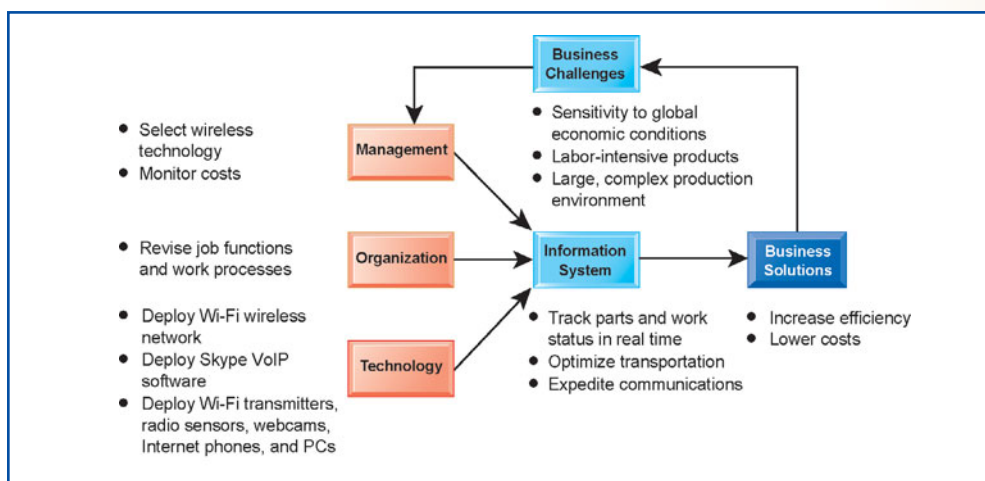 Business
Challenges
● Sensitivity to global
economic conditions
● Labor-intensive products
● Large, complex production
environment
● Select wireless
technology
● Monitor costs
Management
● Revise job functions
and work processes
Organization
Information
System
Business
Solutions
● Deploy Wi-Fi wireless
network
● Deploy Skype VoIP
software
● Deploy Wi-Fi transmitters,
radio sensors, webcams,
Internet phones, and PCs
Technology
● Track parts and work
status in real time
● Optimize transportation
● Expedite communications
● Increase efficiency
● Lower costs